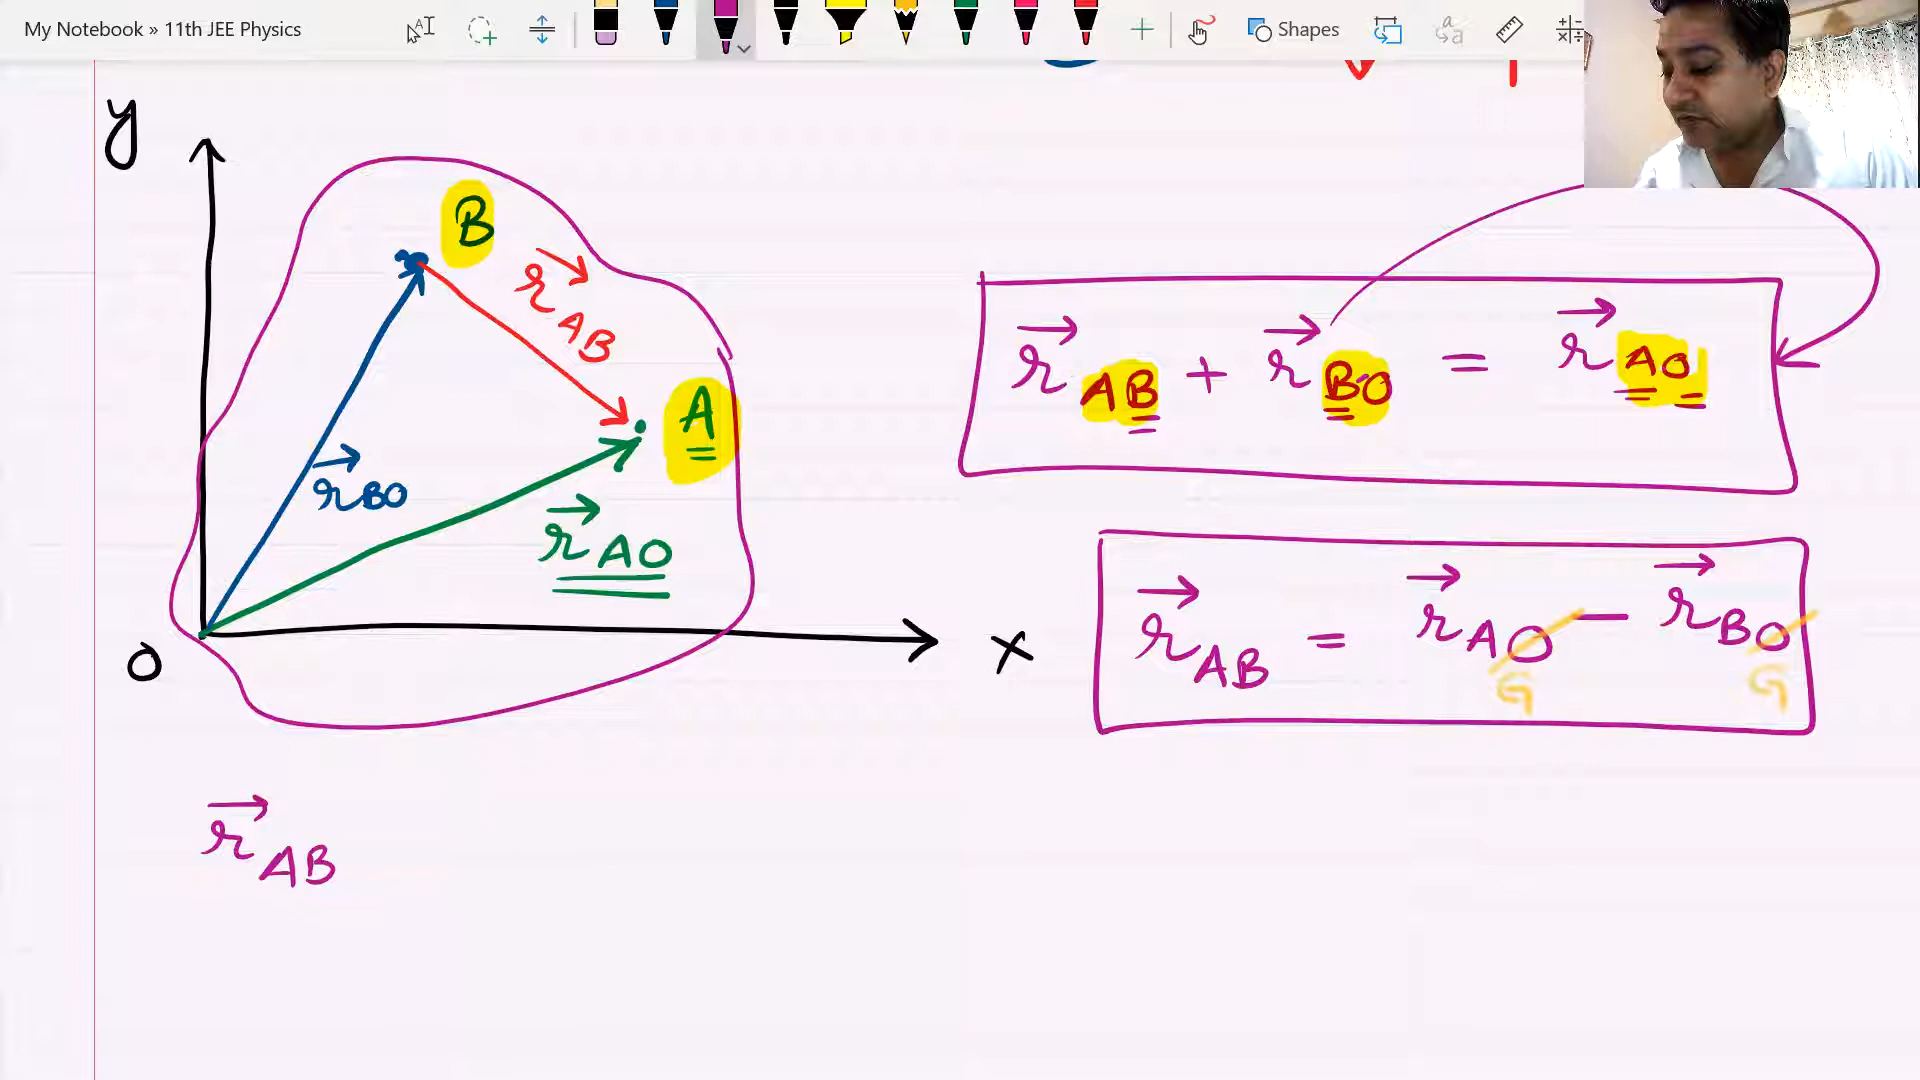 My Notebook » 11th JEE Physics
Shapes
y
B
r⃗ AB
A
r⃗ BO
r⃗ AO
O
x
r⃗ AB + r⃗ BO = r⃗ AO
r⃗ AB = r⃗ AO − r⃗ BO
G G
r⃗ AB